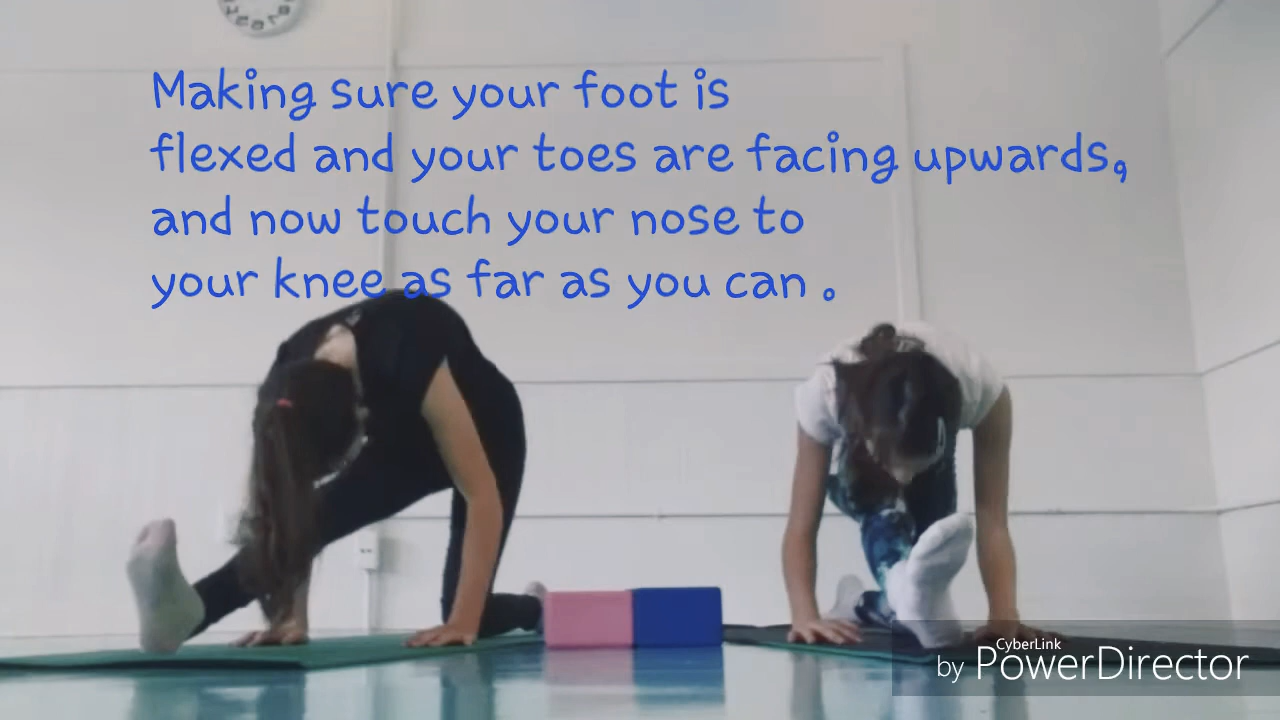 Making sure your foot is
flexed and your toes are facing upwards,
and now touch your nose to
your knee as far as you can .
CyberLink
by PowerDirector